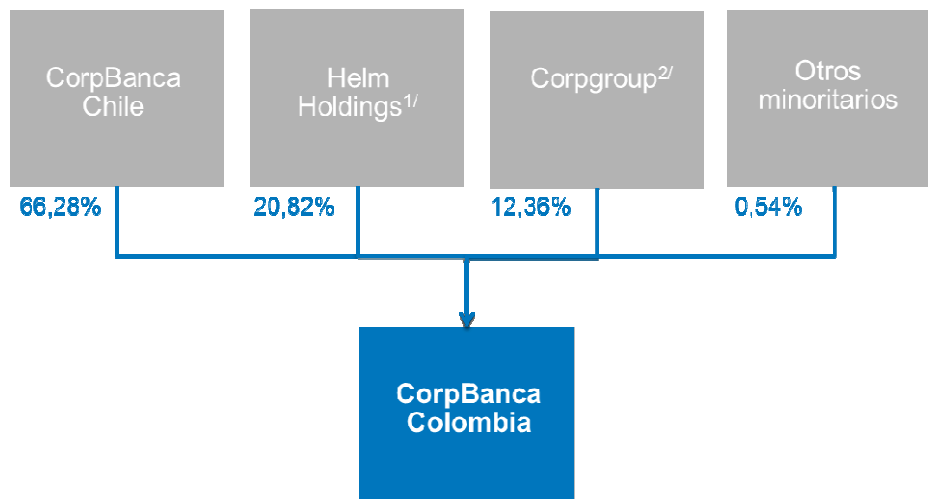 CorpBanca
Chile
Helm
Holdings1/
Corpgroup2/
Otros
minoritarios
66,28%
20,82%
12,36%
0,54%
CorpBanca
Colombia